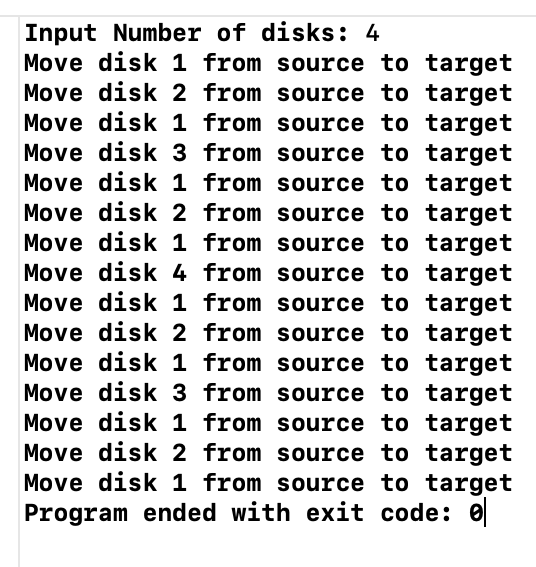 Input Number of disks: 4
Move disk 1 from source to target
Move disk 2 from source to target
Move disk 1 from source to target
Move disk 3 from source to target
Move disk 1 from source to target
Move disk 2 from source to target
Move disk 1 from source to target
Move disk 4 from source to target
Move disk 1 from source to target
Move disk 2 from source to target
Move disk 1 from source to target
Move disk 3 from source to target
Move disk 1 from source to target
Move disk 2 from source to target
Move disk 1 from source to target
Program ended with exit code: 0